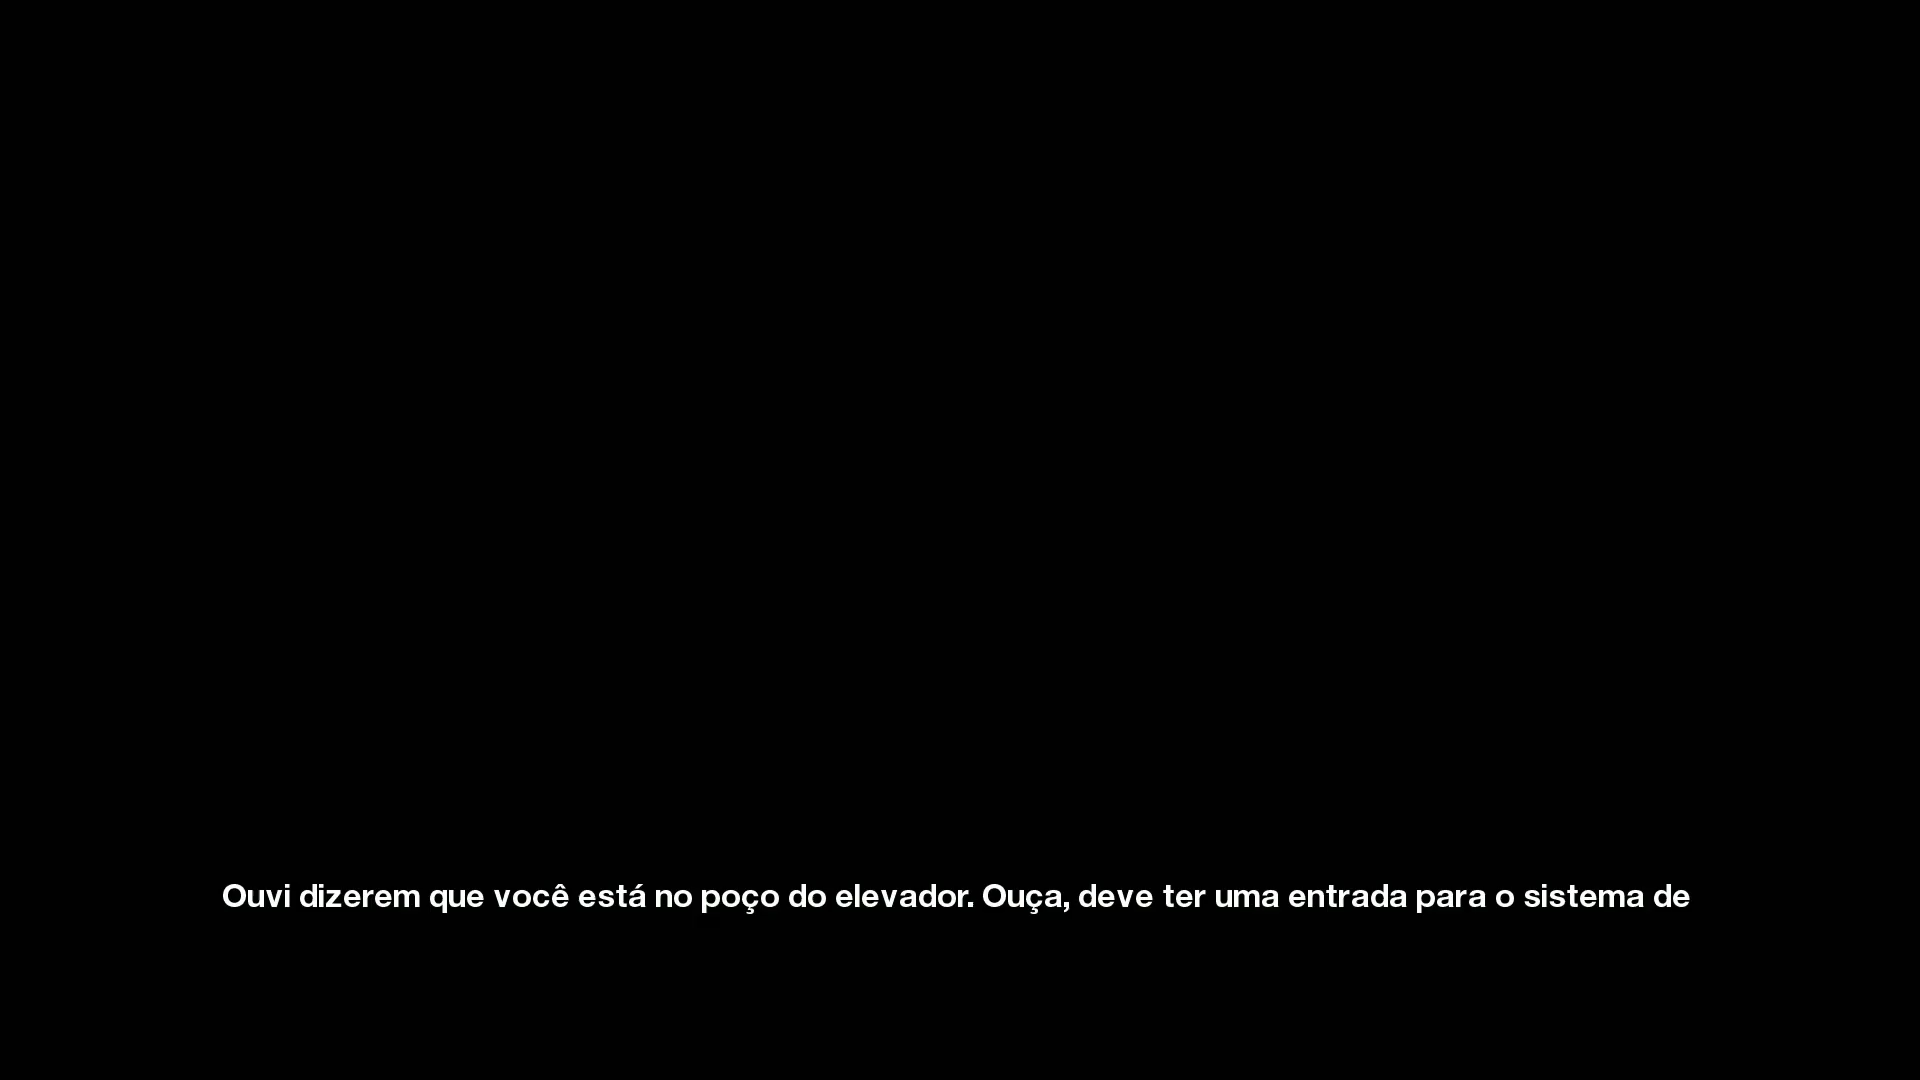 Ouvi dizerem que você está no poço do elevador. Ouça, deve ter uma entrada para o sistema de